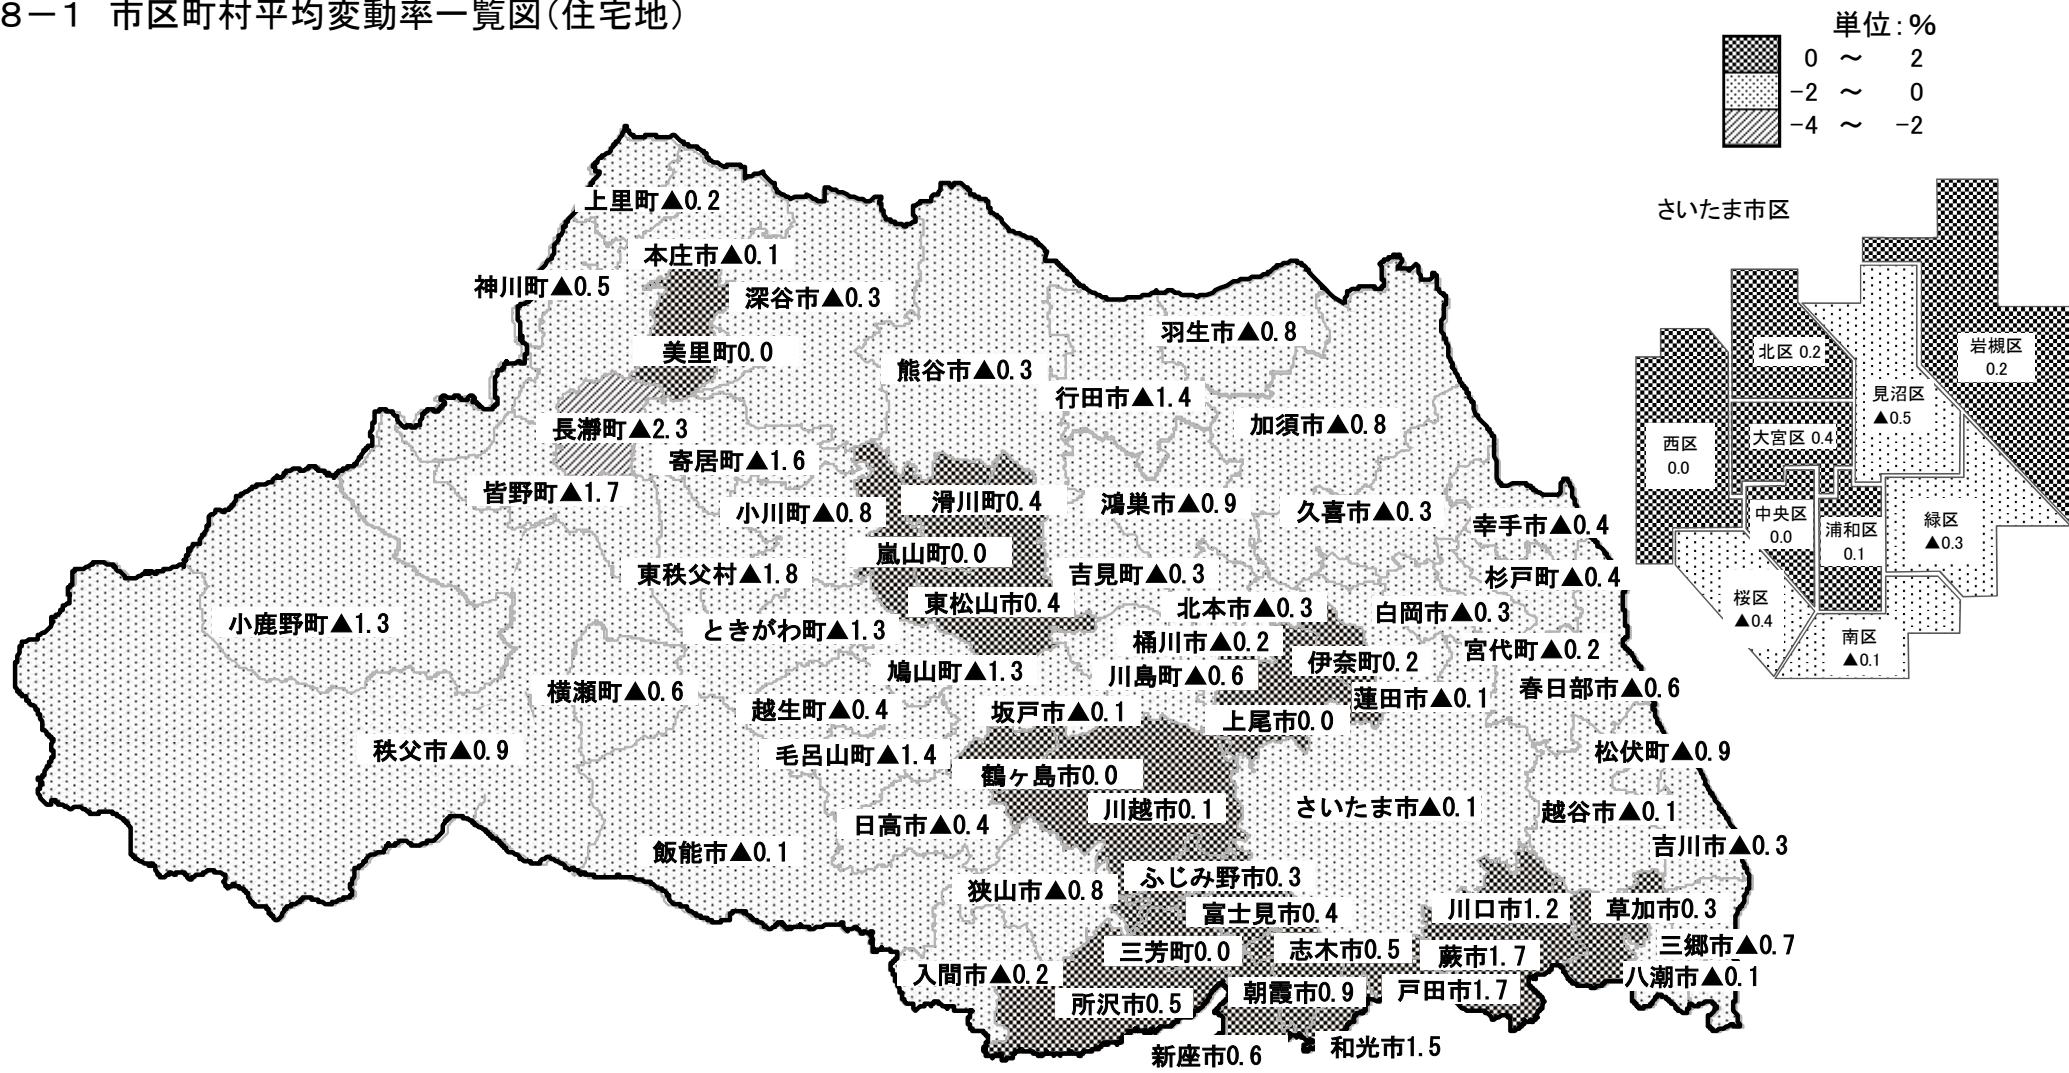 8－1　市区町村平均変動率一覧図（住宅地）
単位：％
0 ～ 2
-2 ～ 0
-4 ～ -2
さいたま市区
北区 0.2
岩槻区
0.2
見沼区
▲0.5
西区
0.0
大宮区 0.4
中央区
0.0
浦和区
0.1
緑区
▲0.3
桜区
▲0.4
南区
▲0.1
上里町▲0.2
本庄市▲0.1
神川町▲0.5
深谷市▲0.3
美里町0.0
羽生市▲0.8
熊谷市▲0.3
行田市▲1.4
加須市▲0.8
長瀞町▲2.3
寄居町▲1.6
皆野町▲1.7
小川町▲0.8
滑川町0.4
鴻巣市▲0.9
久喜市▲0.3
幸手市▲0.4
嵐山町0.0
東秩父村▲1.8
吉見町▲0.3
杉戸町▲0.4
東松山市0.4
北本市▲0.3
白岡市▲0.3
小鹿野町▲1.3
ときがわ町▲1.3
桶川市▲0.2
宮代町▲0.2
伊奈町0.2
鳩山町▲1.3
川島町▲0.6
横瀬町▲0.6
春日部市▲0.6
蓮田市▲0.1
越生町▲0.4
坂戸市▲0.1
上尾市0.0
秩父市▲0.9
毛呂山町▲1.4
松伏町▲0.9
鶴ヶ島市0.0
川越市0.1
さいたま市▲0.1
越谷市▲0.1
日高市▲0.4
飯能市▲0.1
吉川市▲0.3
ふじみ野市0.3
狭山市▲0.8
富士見市0.4
川口市1.2
草加市0.3
三芳町0.0
志木市0.5
蕨市1.7
三郷市▲0.7
入間市▲0.2
八潮市▲0.1
所沢市0.5
朝霞市0.9
戸田市1.7
新座市0.6
和光市1.5